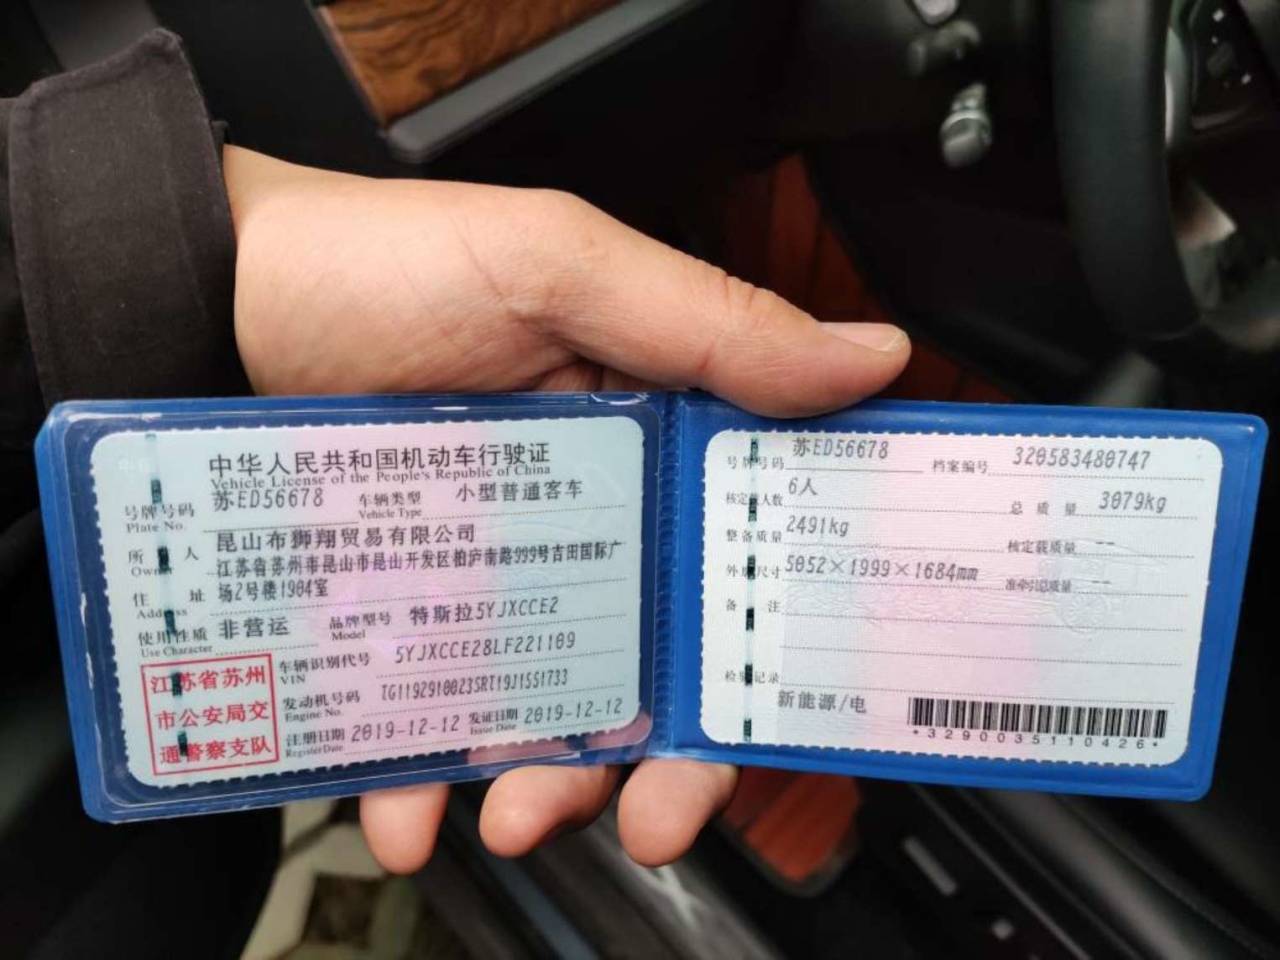 中华人民共和国机动车行驶证
Vehicle License of the People's Republic of China
号牌号码 苏ED56678 车辆类型 小型普通客车
Plate No. Vehicle Type
所有人 昆山布狮翔贸易有限公司
Owner
住址 江苏省苏州市昆山市昆山开发区柏庐南路999号吉田国际广
场2号楼1904室
Address
使用性质 非营运 品牌型号 特斯拉5YJXCCE2
Use Character Model
车辆识别代号 5YJXCCE28LF221109
VIN
发动机号码 TG1192910023SRT19J1551733
Engine No.
注册日期 2019-12-12 发证日期 2019-12-12
Register Date Issue Date
江苏省苏州
市公安局交
通警察支队
号牌号码 苏ED56678 档案编号 320583480747
核定载人数 6人 总质量 3079kg
整备质量 2491kg 核定载质量 --
外廓尺寸 5052×1999×1684mm 准牵引总质量 --
备注
检验记录
新能源/电
*3290035110426*